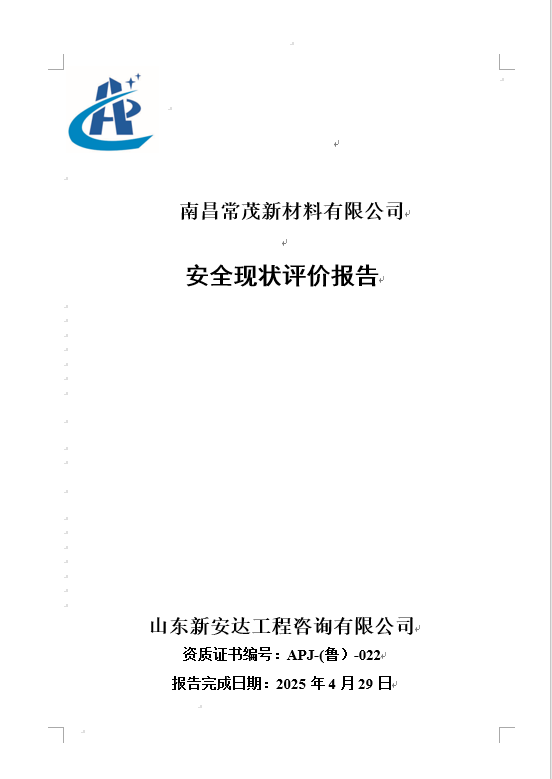 南昌常茂新材料有限公司
安全现状评价报告
山东新安达工程咨询有限公司
资质证书编号：APJ-(鲁）-022
报告完成日期：2025 年 4 月 29 日